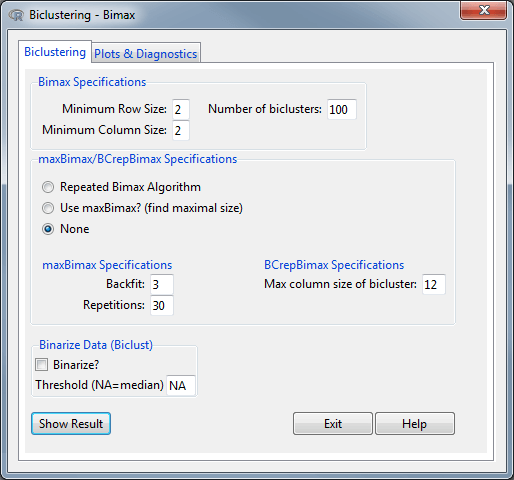 Biclustering - Bimax
Biclustering Plots & Diagnostics
Bimax Specifications
Minimum Row Size: 2 Number of biclusters: 100
Minimum Column Size: 2
maxBimax/BCrepBimax Specifications
Repeated Bimax Algorithm
Use maxBimax? (find maximal size)
None
maxBimax Specifications BCrepBimax Specifications
Backfit: 3 Max column size of bicluster: 12
Repetitions: 30
Binarize Data (Biclust)
Binarize?
Threshold (NA=median) NA
Show Result Exit Help